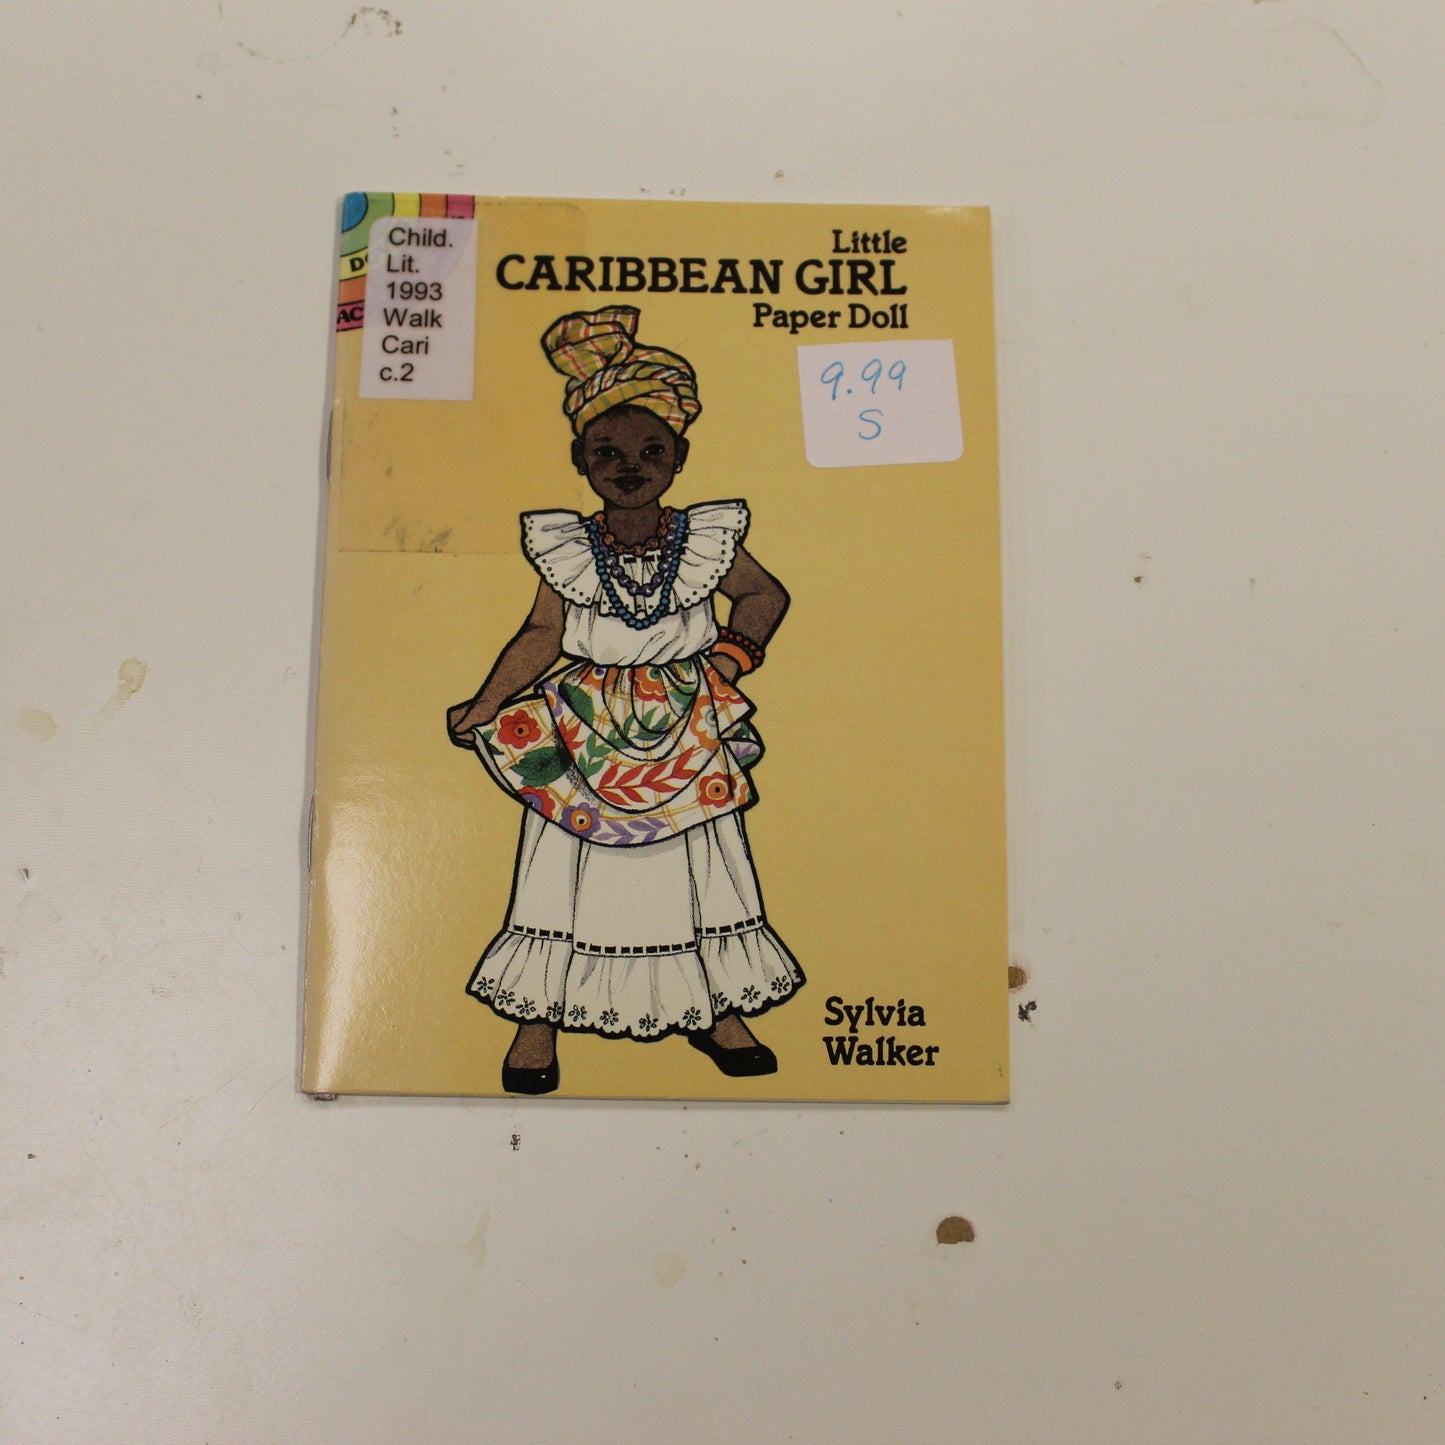 Child.
Lit.
1993
Walk
Cari
c.2
Little
CARIBBEAN GIRL
Paper Doll
9.99
S
Sylvia
Walker